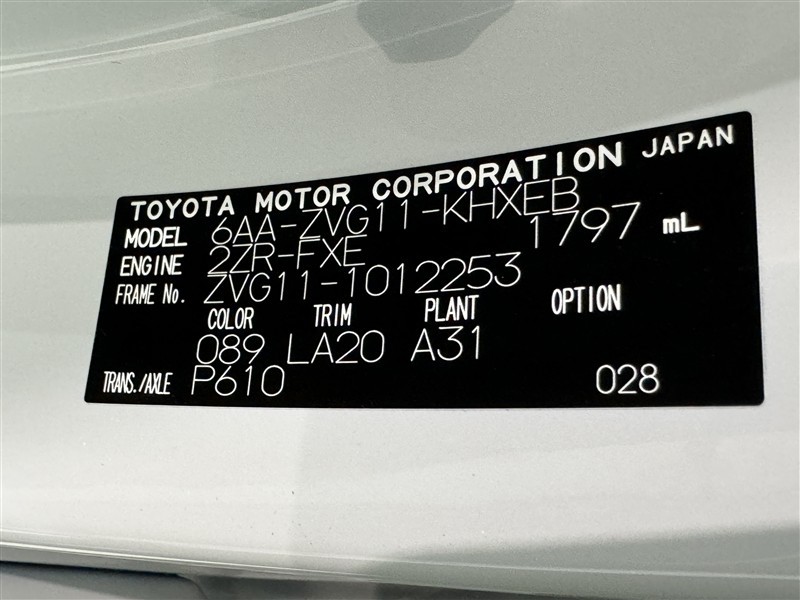 TOYOTA MOTOR CORPORATION JAPAN
MODEL 6AA-ZVG11-KHXEB
ENGINE 2ZR-FXE 1797 mL
FRAME No. ZVG11-1012253
COLOR TRIM PLANT OPTION
089 LA20 A31
TRANS./AXLE P610 028